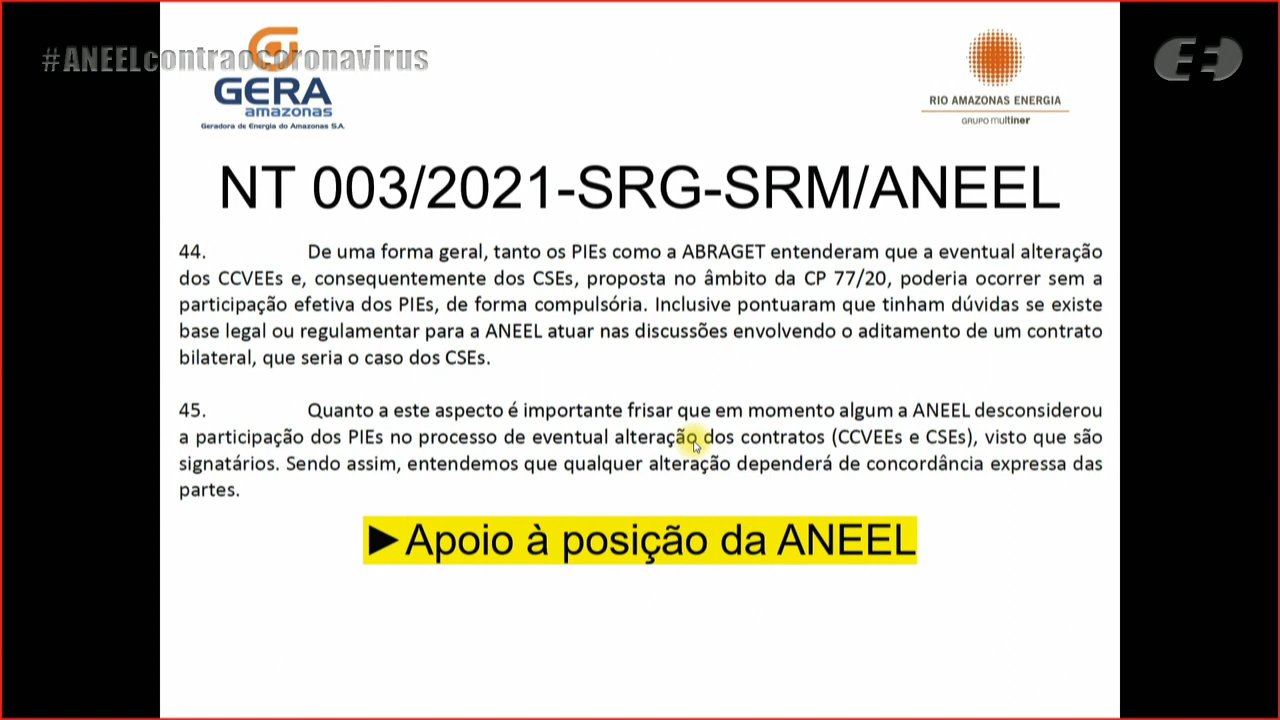 #ANEELcontraocoronavirus
GERA
amazonas
Geradora de Energia do Amazonas S.A.
RIO AMAZONAS ENERGIA
GRUPO multiner
NT 003/2021-SRG-SRM/ANEEL
44. De uma forma geral, tanto os PIEs como a ABRAGET entenderam que a eventual alteração
dos CCVEEs e, consequentemente dos CSEs, proposta no âmbito da CP 77/20, poderia ocorrer sem a
participação efetiva dos PIEs, de forma compulsória. Inclusive pontuaram que tinham dúvidas se existe
base legal ou regulamentar para a ANEEL atuar nas discussões envolvendo o aditamento de um contrato
bilateral, que seria o caso dos CSEs.
45. Quanto a este aspecto é importante frisar que em momento algum a ANEEL desconsiderou
a participação dos PIEs no processo de eventual alteração dos contratos (CCVEEs e CSEs), visto que são
signatários. Sendo assim, entendemos que qualquer alteração dependerá de concordância expressa das
partes.
►Apoio à posição da ANEEL